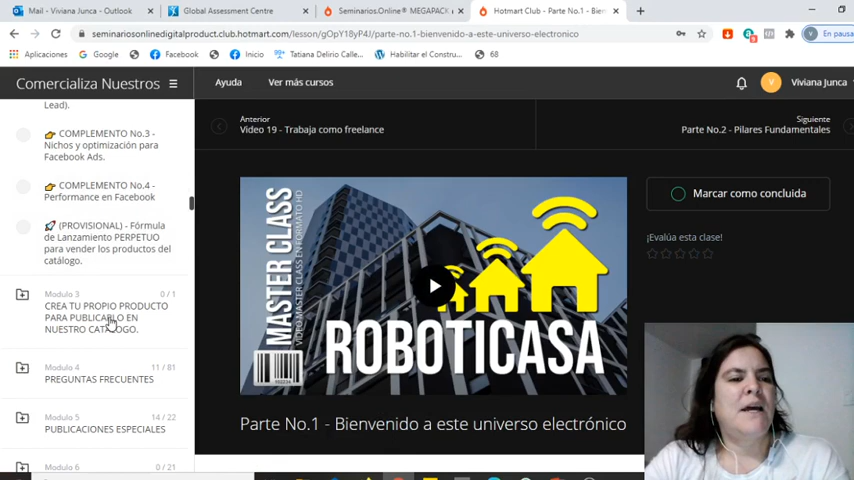 Mail - Viviana Junca - Outlook
Global Assessment Centre
Seminarios.Online® MEGAPACK
Hotmart Club - Parte No.1 - Bien
seminariosonlinedigitalproduct.club.hotmart.com/lesson/gOpY18yP4J/parte-no.1-bienvenido-a-este-universo-electronico
En pausa
Aplicaciones
Google
Facebook
Inicio
Tatiana Delirio Calle...
Habilitar el Constru...
68
Comercializa Nuestros
Ayuda
Ver más cursos
V
Viviana Junca
Lead).
COMPLEMENTO No.3 -
Nichos y optimización para
Facebook Ads.
COMPLEMENTO No.4 -
Performance en Facebook
(PROVISIONAL) - Fórmula
de Lanzamiento PERPETUO
para vender los productos del
catálogo.
Modulo 3
0 / 1
CREA TU PROPIO PRODUCTO
PARA PUBLICARLO EN
NUESTRO CATÁLOGO.
Modulo 4
11 / 81
PREGUNTAS FRECUENTES
Modulo 5
14 / 22
PUBLICACIONES ESPECIALES
Modulo 6
0 / 21
Anterior
Video 19 - Trabaja como freelance
Siguiente
Parte No.2 - Pilares Fundamentales
MASTER CLASS
VIDEO MASTER CLASS EN FORMATO HD
ROBOTICASA
Parte No.1 - Bienvenido a este universo electrónico
Marcar como concluida
¡Evalúa esta clase!